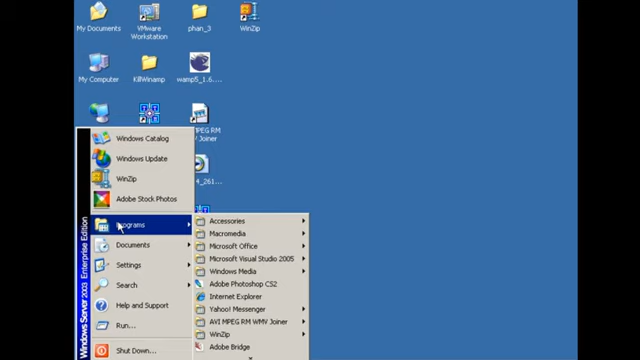 My Documents
VMware Workstation
phan_3
WinZip
My Computer
KillWinamp
wamp5_1.6....
MPEG RM
WV Joiner
4_261...
Windows Catalog
Windows Update
WinZip
Adobe Stock Photos
Programs
Documents
Settings
Search
Help and Support
Run...
Shut Down...
Windows Server 2003 Enterprise Edition
Accessories
Macromedia
Microsoft Office
Microsoft Visual Studio 2005
Windows Media
Adobe Photoshop CS2
Internet Explorer
Yahoo! Messenger
AVI MPEG RM WMV Joiner
WinZip
Adobe Bridge